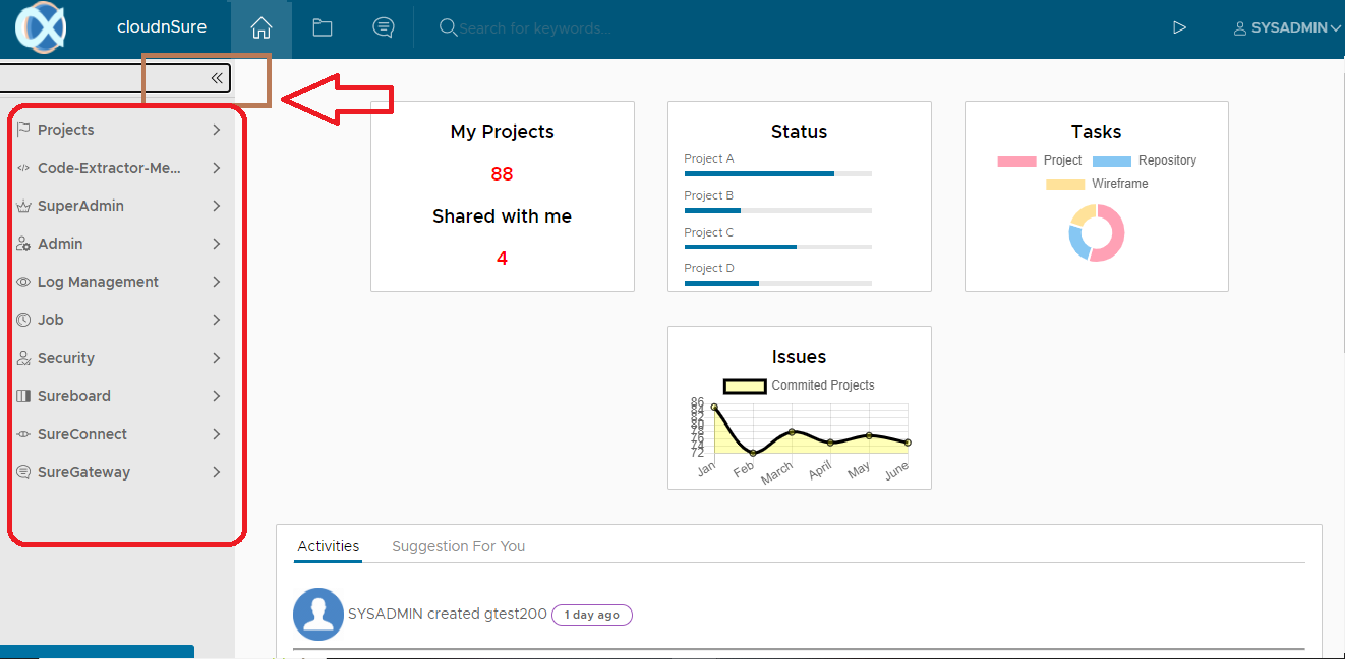 cloudnSure
Search for keywords...
SYSADMIN
Projects
Code-Extractor-Me...
SuperAdmin
Admin
Log Management
Job
Security
Sureboard
SureConnect
SureGateway
My Projects
88
Shared with me
4
Status
Project A
Project B
Project C
Project D
Tasks
Project Repository
Wireframe
Issues
Commited Projects
86
84
82
80
78
76
74
72
Jan Feb March April May June
Activities Suggestion For You
SYSADMIN created gtest200 1 day ago